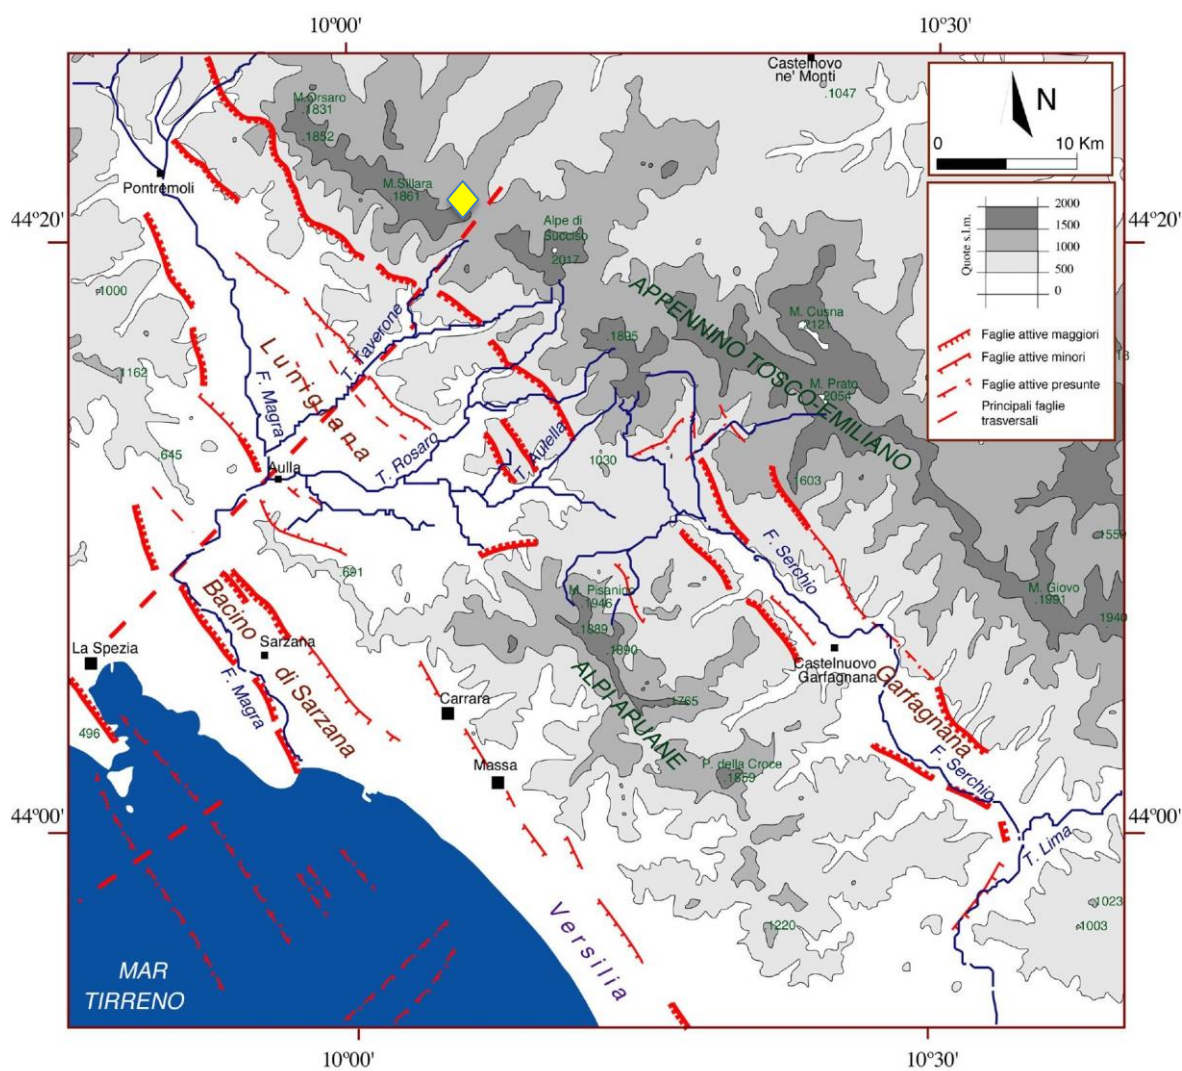 10°00'
10°30'
Castelnovo
ne' Monti
.1047
M.Orsaro
.1831
.1852
N
0
10 Km
Pontremoli
M.Sillara
1861
44°20'
44°20'
Alpe di
Succiso
2017
Quote s.l.m.
2000
1500
1000
500
0
.1000
APPENNINO TOSCO-EMILIANO
M. Cusna
2121
.1895
Faglie attive maggiori
Faglie attive minori
Faglie attive presunte
Principali faglie
trasversali
.1162
Lunigiana
T. Taverone
F. Magra
M. Prato
2054
.645
Aulla
T. Rosaro
T. Aulella
1030
1603
1559
F. Serchio
.691
Bacino
di Sarzana
M. Pisanino
1946
.1889
.1890
M. Giovo
.1991
1940
La Spezia
Sarzana
F. Magra
Castelnuovo
Garfagnana
Garfagnana
ALPI APUANE
Carrara
.1765
496
Massa
P. della Croce
.1859
F. Serchio
44°00'
44°00'
T. Lima
Versilia
1220
.1023
.1003
MAR
TIRRENO
10°00'
10°30'